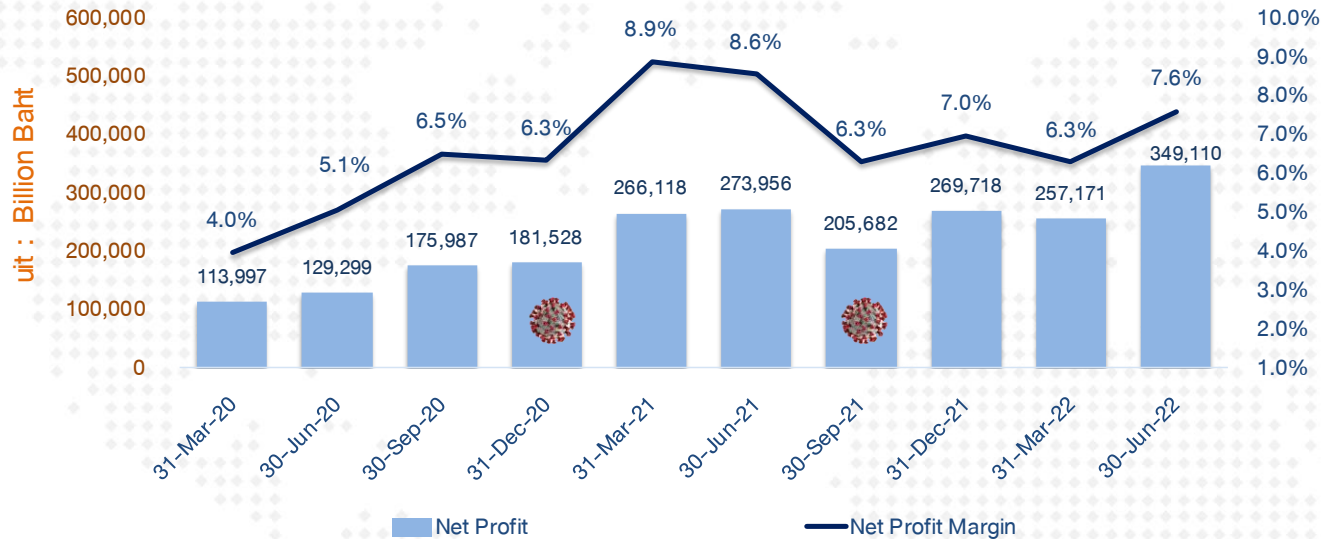 600,000
500,000
400,000
300,000
200,000
100,000
0
uit : Billion Baht
10.0%
9.0%
8.0%
7.0%
6.0%
5.0%
4.0%
3.0%
2.0%
1.0%
4.0%
5.1%
6.5%
6.3%
8.9%
8.6%
6.3%
7.0%
6.3%
7.6%
113,997
129,299
175,987
181,528
266,118
273,956
205,682
269,718
257,171
349,110
31-Mar-20
30-Jun-20
30-Sep-20
31-Dec-20
31-Mar-21
30-Jun-21
30-Sep-21
31-Dec-21
31-Mar-22
30-Jun-22
Net Profit
Net Profit Margin